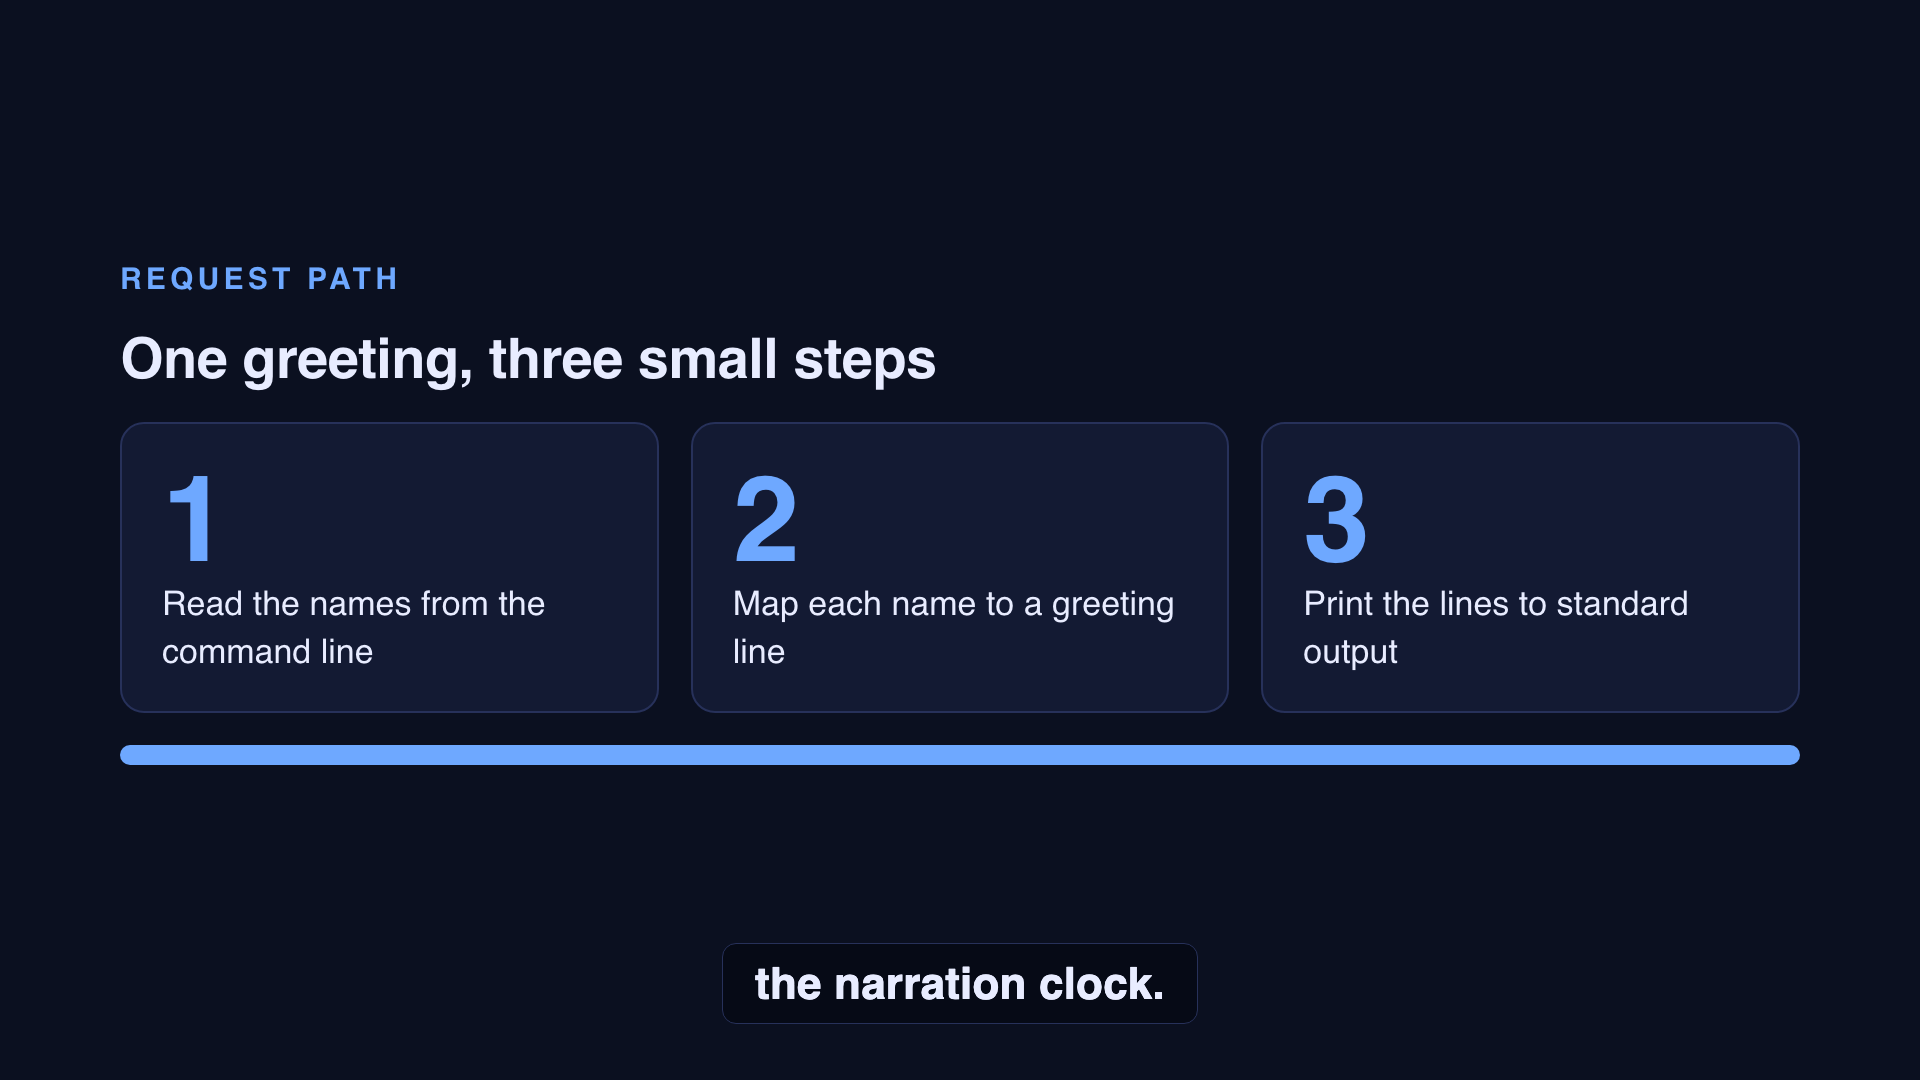 REQUEST PATH
One greeting, three small steps
1
Read the names from the
command line
2
Map each name to a greeting
line
3
Print the lines to standard
output
the narration clock.